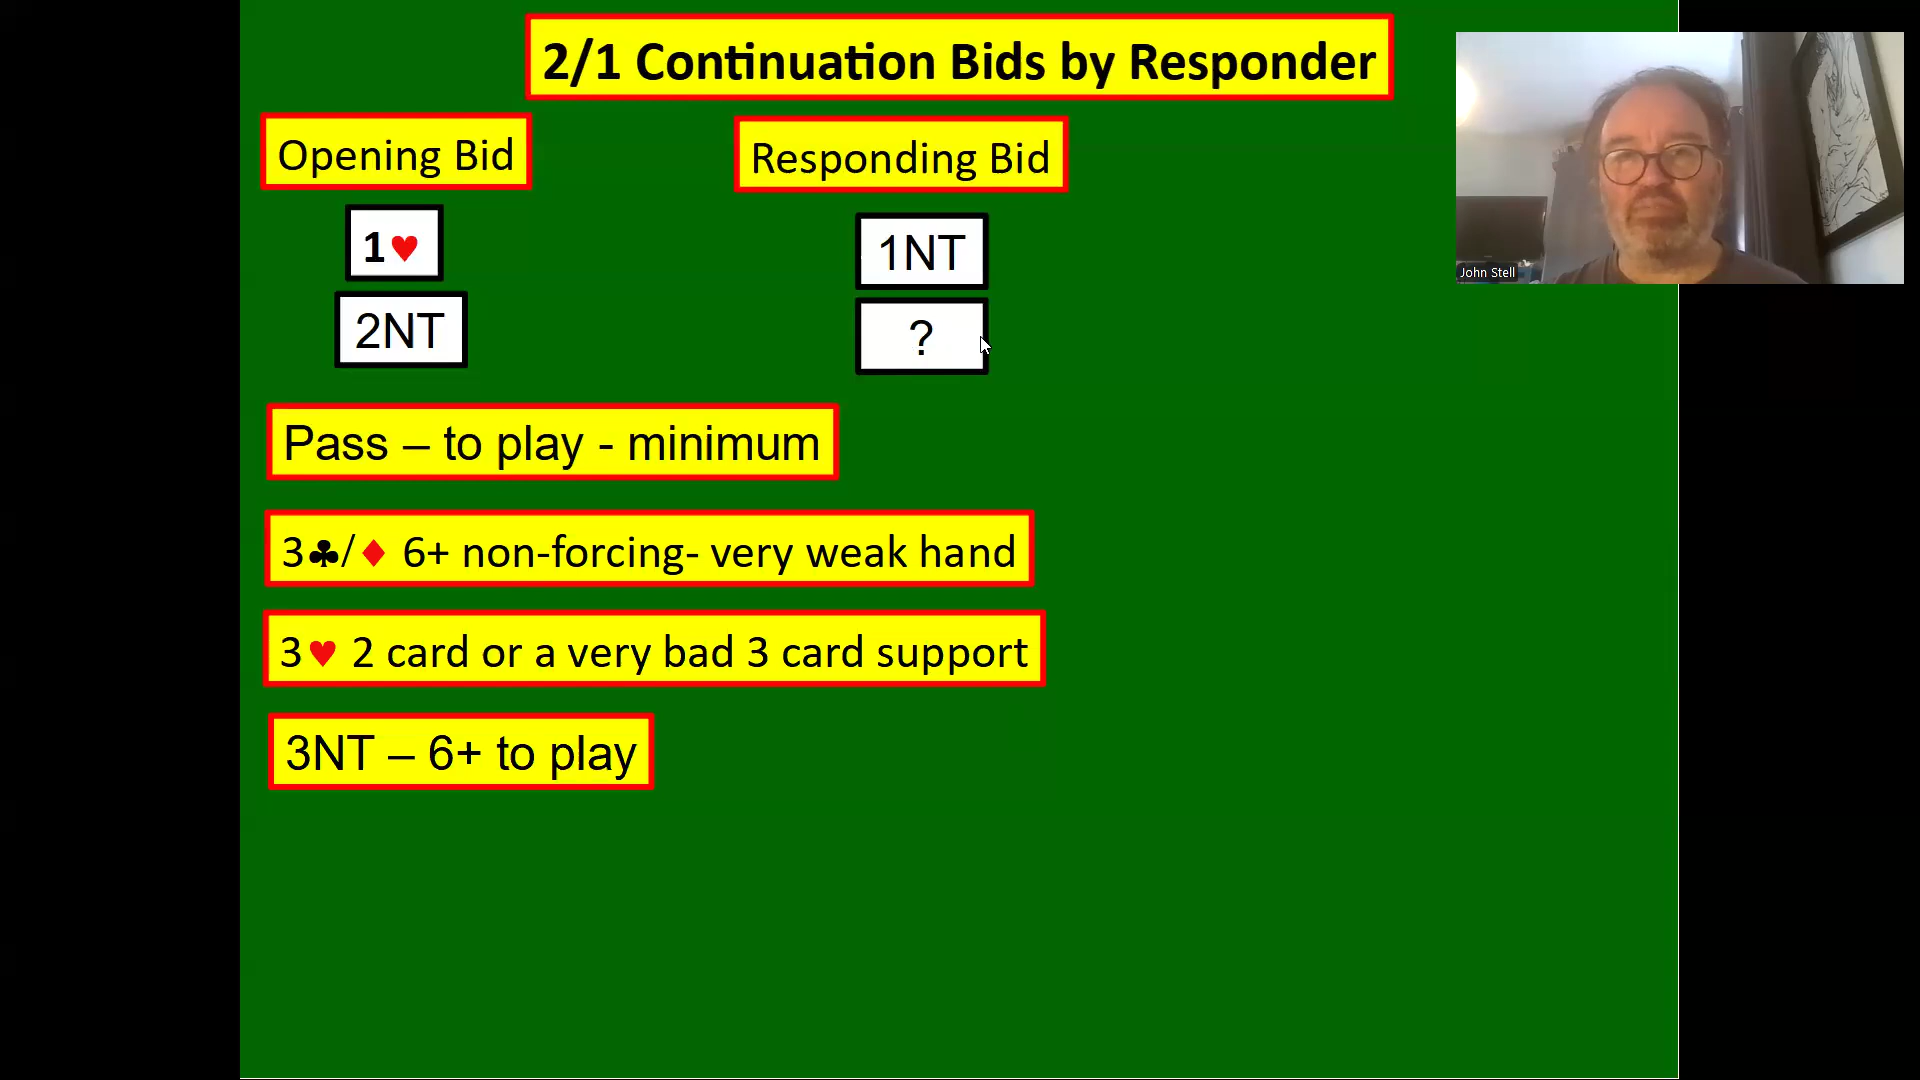 2/1 Continuation Bids by Responder
Opening Bid
Responding Bid
1♥
1NT
2NT
?
Pass – to play - minimum
3♣/♦ 6+ non-forcing- very weak hand
3♥ 2 card or a very bad 3 card support
3NT – 6+ to play
John Stell